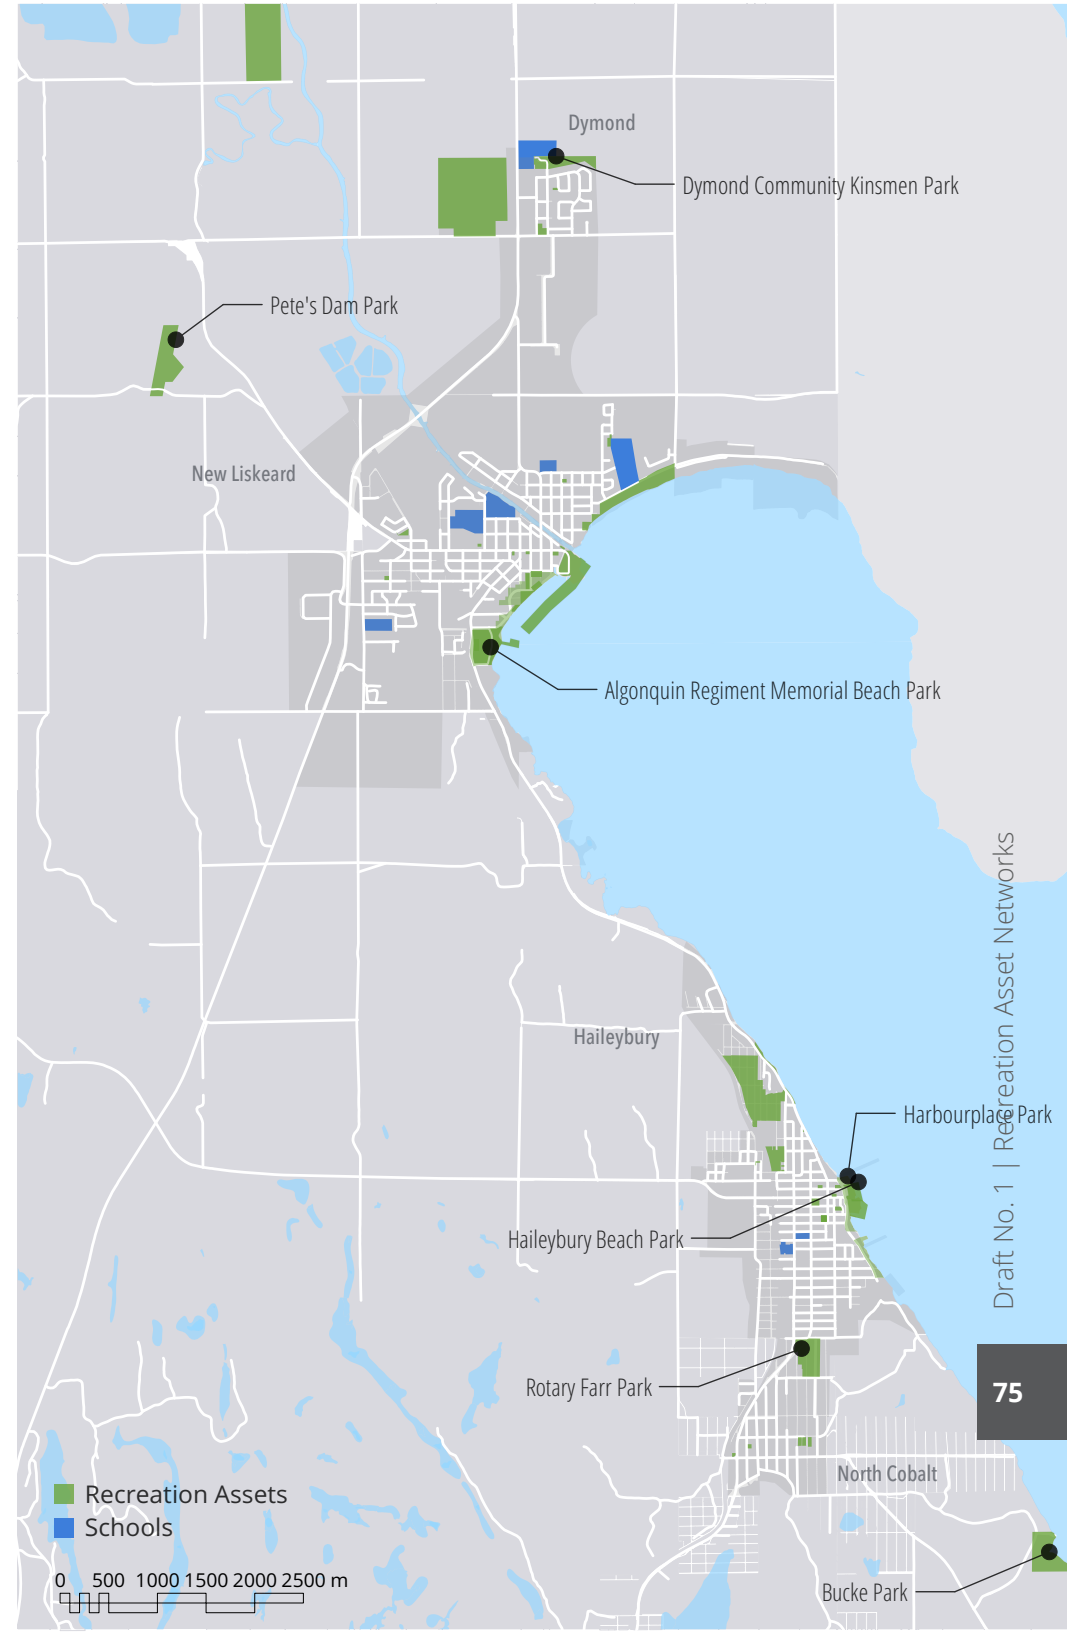 Dymond
Dymond Community Kinsmen Park
Pete's Dam Park
New Liskeard
Algonquin Regiment Memorial Beach Park
Haileybury
Harbourplace Park
Haileybury Beach Park
Rotary Farr Park
North Cobalt
Bucke Park
Recreation Assets
Schools
0 500 1000 1500 2000 2500 m
Draft No. 1 | Recreation Asset Networks
75